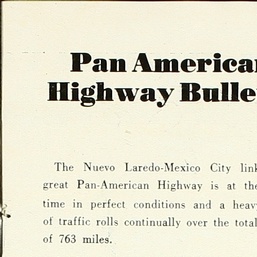 Pan America
Highway Bulle
The Nuevo Laredo-Mexico City link
great Pan-American Highway is at the
time in perfect conditions and a heav
of traffic rolls continually over the total
of 763 miles.